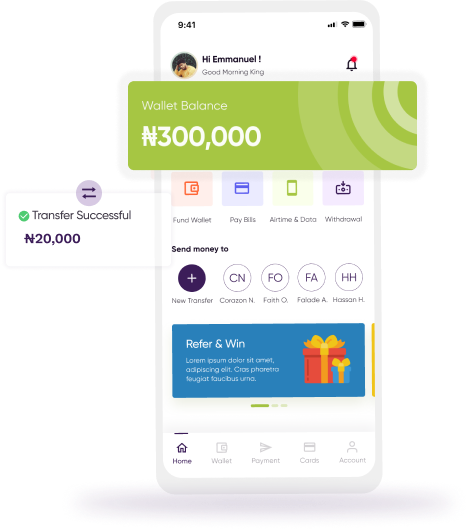 9:41
Hi Emmanuel !
Good Morning King
Wallet Balance
₦300,000
Transfer Successful
₦20,000
Fund Wallet
Pay Bills
Airtime & Data
Withdrawal
Send money to
CN
FO
FA
HH
New Transfer
Corazon N.
Faith O.
Falade A.
Hassan H.
Refer & Win
Lorem ipsum dolor sit amet,
adipiscing elit. Cras pharetra
feugiat faucibus urna.
Home
Wallet
Payment
Cards
Account